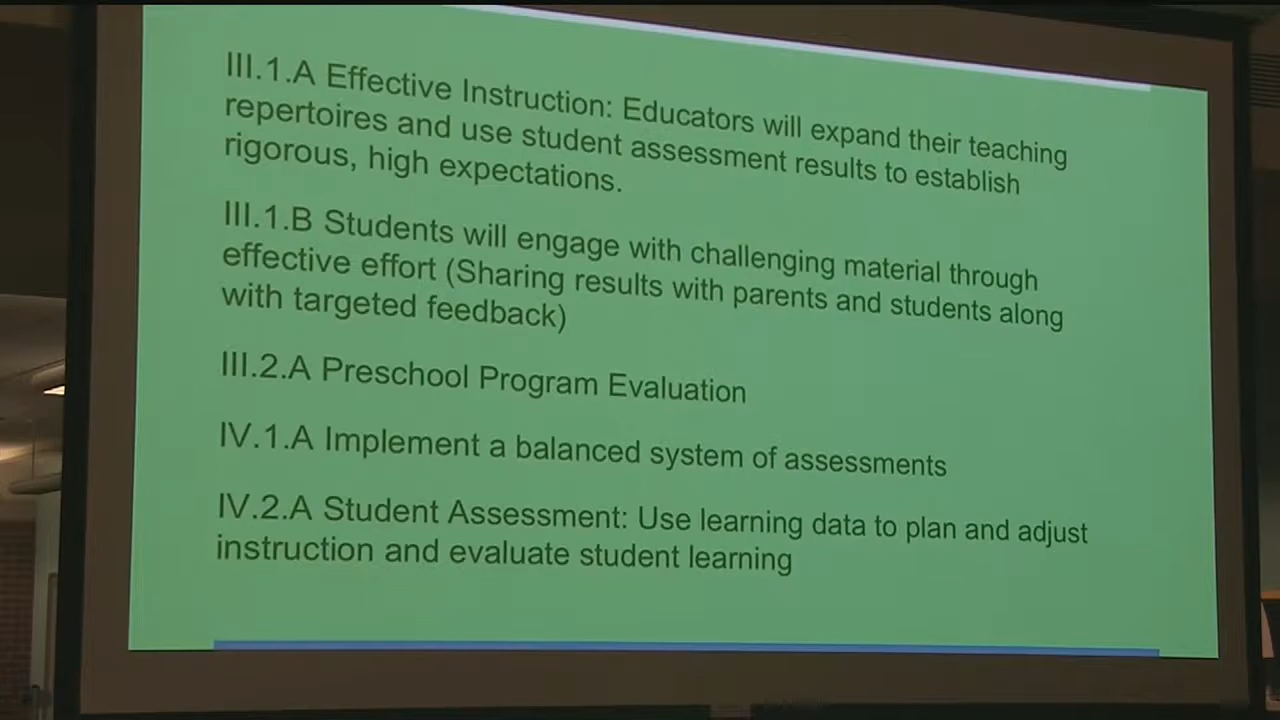 III.1.A Effective Instruction: Educators will expand their teaching
repertoires and use student assessment results to establish
rigorous, high expectations.
III.1.B Students will engage with challenging material through
effective effort (Sharing results with parents and students along
with targeted feedback)
III.2.A Preschool Program Evaluation
IV.1.A Implement a balanced system of assessments
IV.2.A Student Assessment: Use learning data to plan and adjust
instruction and evaluate student learning